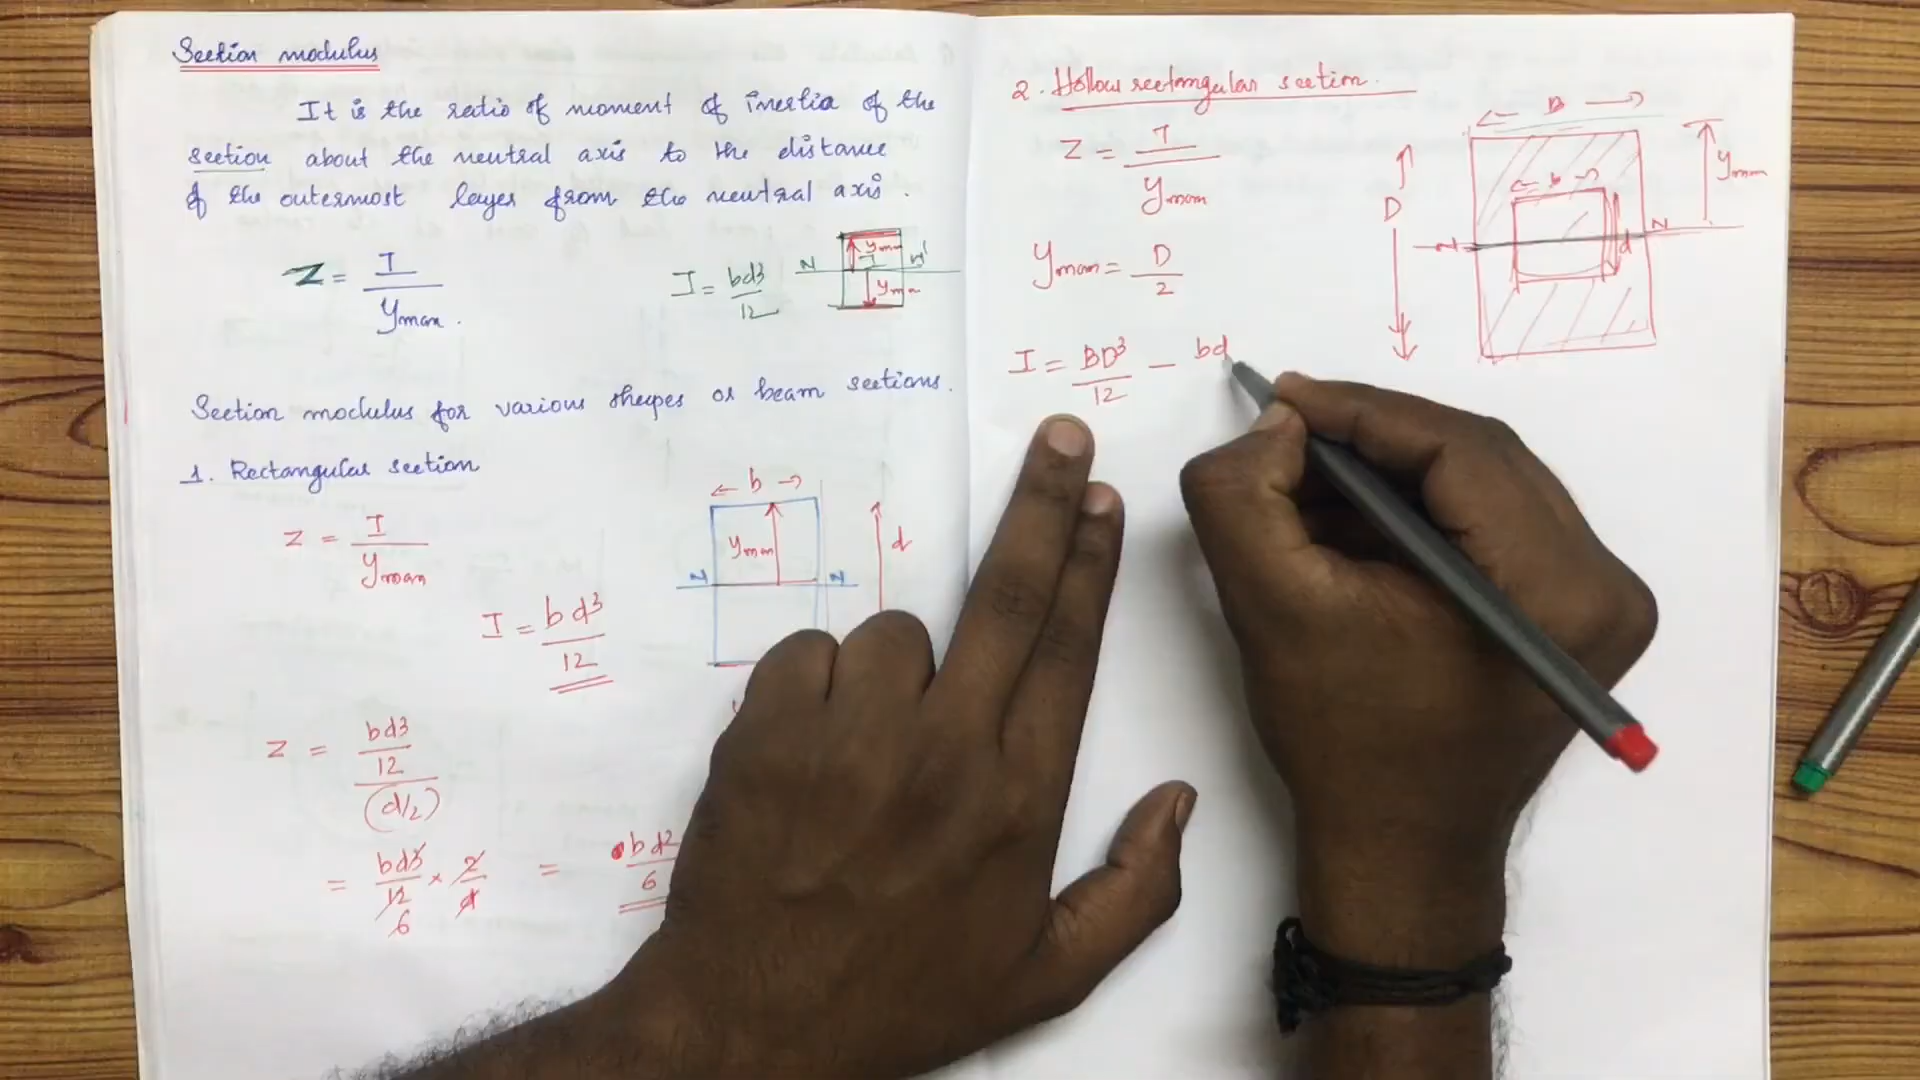 Section modulus
It is the ratio of moment of inertia of the
section about the neutral axis to the distance
of the outermost layer from the neutral axis.
Z = I / ymax.
I = bd3 / 12
N
ymax
ymax
Section modulus for various shapes or beam sections.
1. Rectangular section
Z = I / ymax
I = bd3 / 12
← b →
ymax
d
N
N
Z = bd3/12 / (d/2)
= bd3/12 × 2/d = bd2/6
6
2. Hollow rectangular section.
Z = I / ymax
ymax = D / 2
I = BD3/12 - bd
← B →
← b →
D
d
N
N
ymax